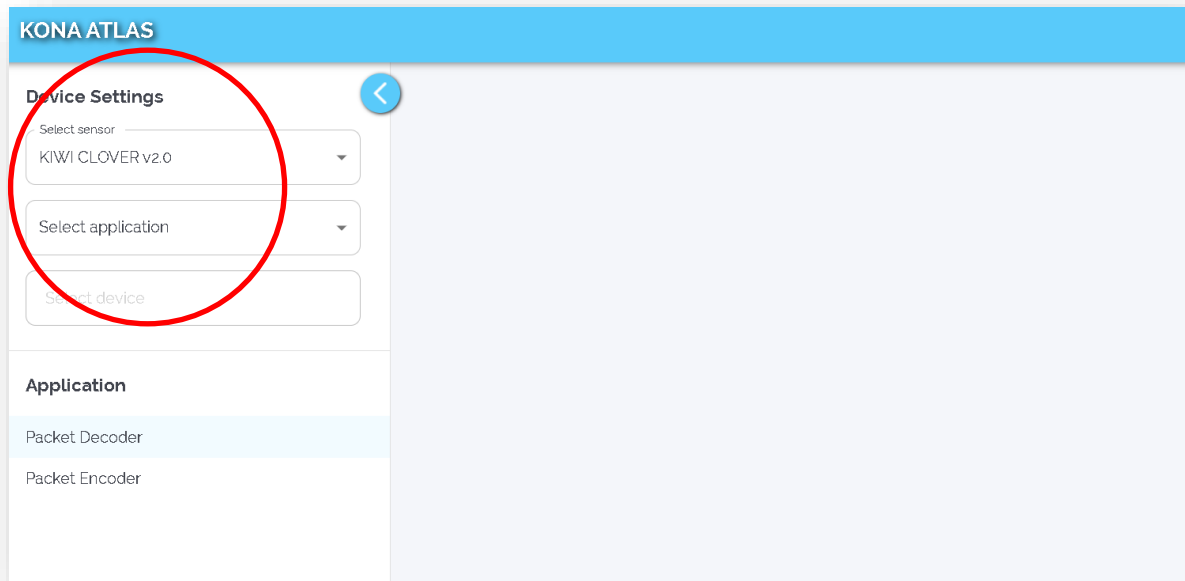 KONA ATLAS
Device Settings
Select sensor
KIWI CLOVER v2.0
Select application
Select device
Application
Packet Decoder
Packet Encoder